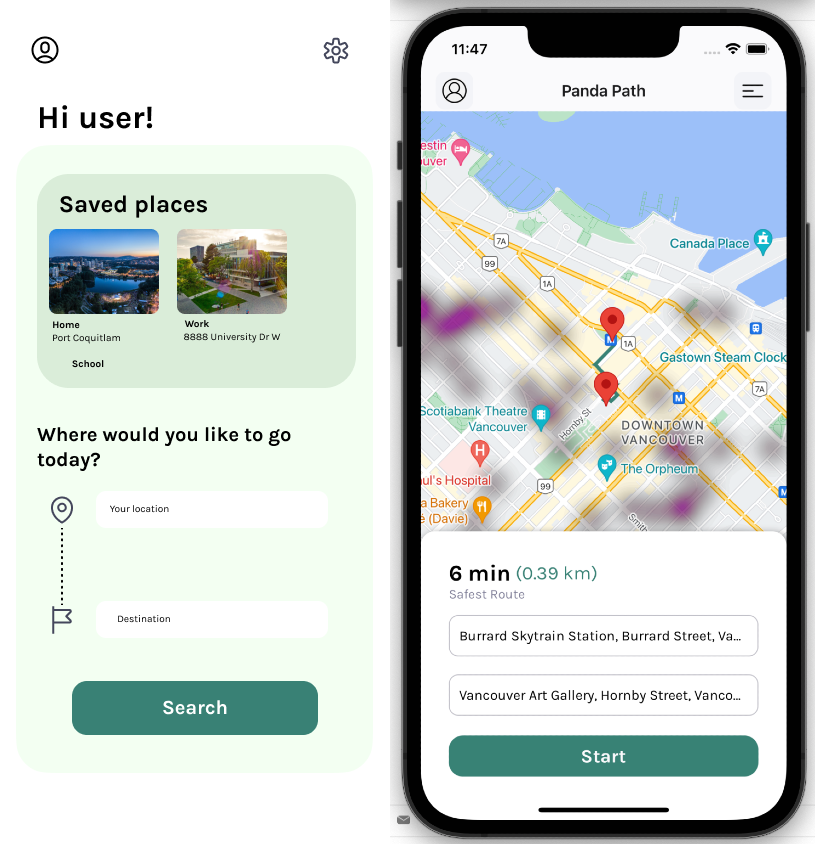 Hi user!
Saved places
Home
Port Coquitlam
Work
8888 University Dr W
School
Where would you like to go
today?
Your location
Destination
Search
11:47
Panda Path
estin
uver
7A
99
1A
Canada Place
M
1A
Gastown Steam Clock
7A
M
Scotiabank Theatre
Vancouver
Hornby St
DOWNTOWN
VANCOUVER
ul's Hospital
The Orpheum
99
M
a Bakery
é (Davie)
Smith
6 min (0.39 km)
Safest Route
Burrard Skytrain Station, Burrard Street, Va...
Vancouver Art Gallery, Hornby Street, Vanco...
Start